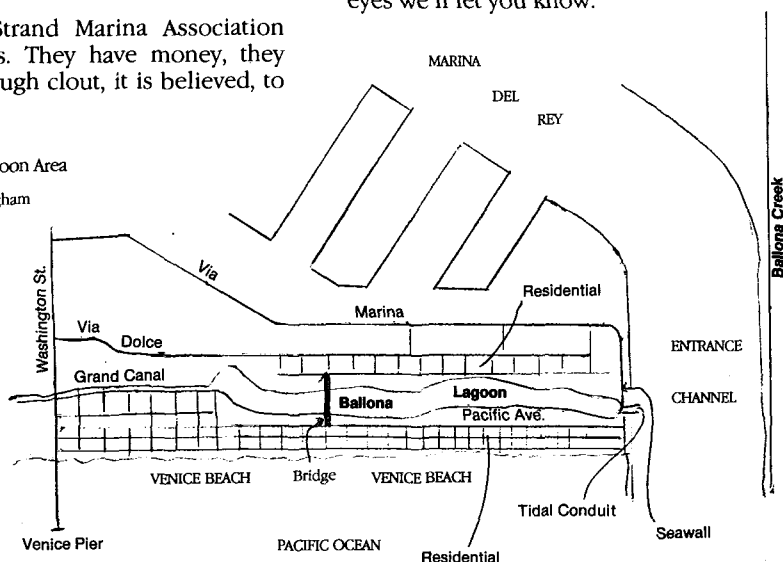 eyes we'll let you know.
Strand Marina Association
s. They have money, they
ugh clout, it is believed, to
MARINA
DEL
REY
oon Area
gham
Ballona Creek
Washington St.
Via
Marina
Residential
Via
Dolce
ENTRANCE
Grand Canal
CHANNEL
Ballona
Lagoon
Pacific Ave.
VENICE BEACH
Bridge
VENICE BEACH
Tidal Conduit
Seawall
Venice Pier
PACIFIC OCEAN
Residential